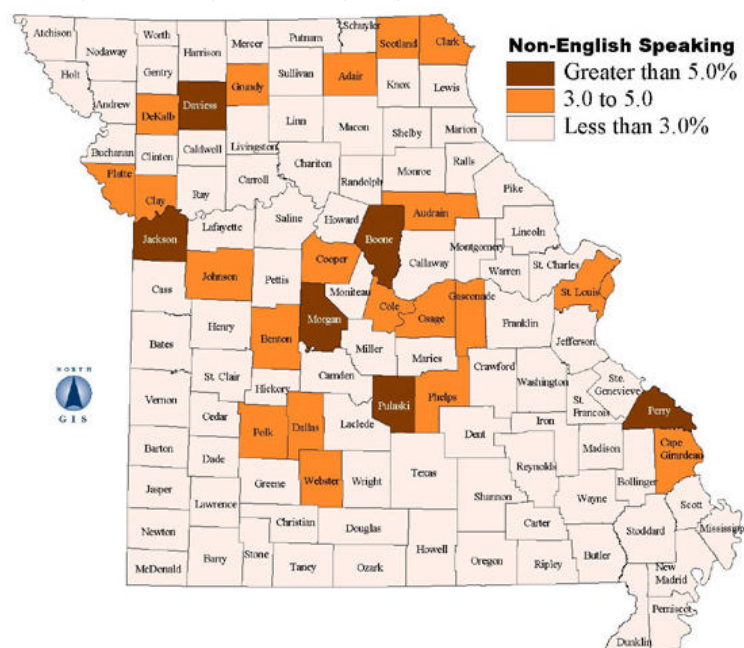 Non-English Speaking
Greater than 5.0%
3.0 to 5.0
Less than 3.0%
Atchison
Nodaway
Worth
Harrison
Mercer
Putnam
Schuyler
Scotland
Clark
Holt
Gentry
Andrew
DeKalb
Daviess
Grundy
Sullivan
Adair
Knox
Lewis
Buchanan
Clinton
Caldwell
Livingston
Linn
Macon
Shelby
Marion
Platte
Clay
Ray
Carroll
Chariton
Randolph
Monroe
Ralls
Pike
Jackson
Lafayette
Saline
Howard
Boone
Audrain
Callaway
Montgomery
Lincoln
Warren
St. Charles
St. Louis
Cass
Johnson
Pettis
Cooper
Moniteau
Cole
Osage
Gasconade
Franklin
Jefferson
Bates
Henry
Benton
Morgan
Miller
Maries
NORTH
GIS
Vernon
St. Clair
Hickory
Camden
Pulaski
Phelps
Crawford
Washington
Ste.
Genevieve
St.
Francois
Perry
Cedar
Polk
Dallas
Laclede
Dent
Iron
Madison
Cape
Girardeau
Barton
Dade
Greene
Webster
Wright
Texas
Reynolds
Bollinger
Jasper
Lawrence
Shannon
Wayne
Scott
Mississippi
Newton
Christian
Douglas
Carter
Stoddard
McDonald
Barry
Stone
Taney
Ozark
Howell
Oregon
Ripley
Butler
New
Madrid
Pemiscot
Dunklin